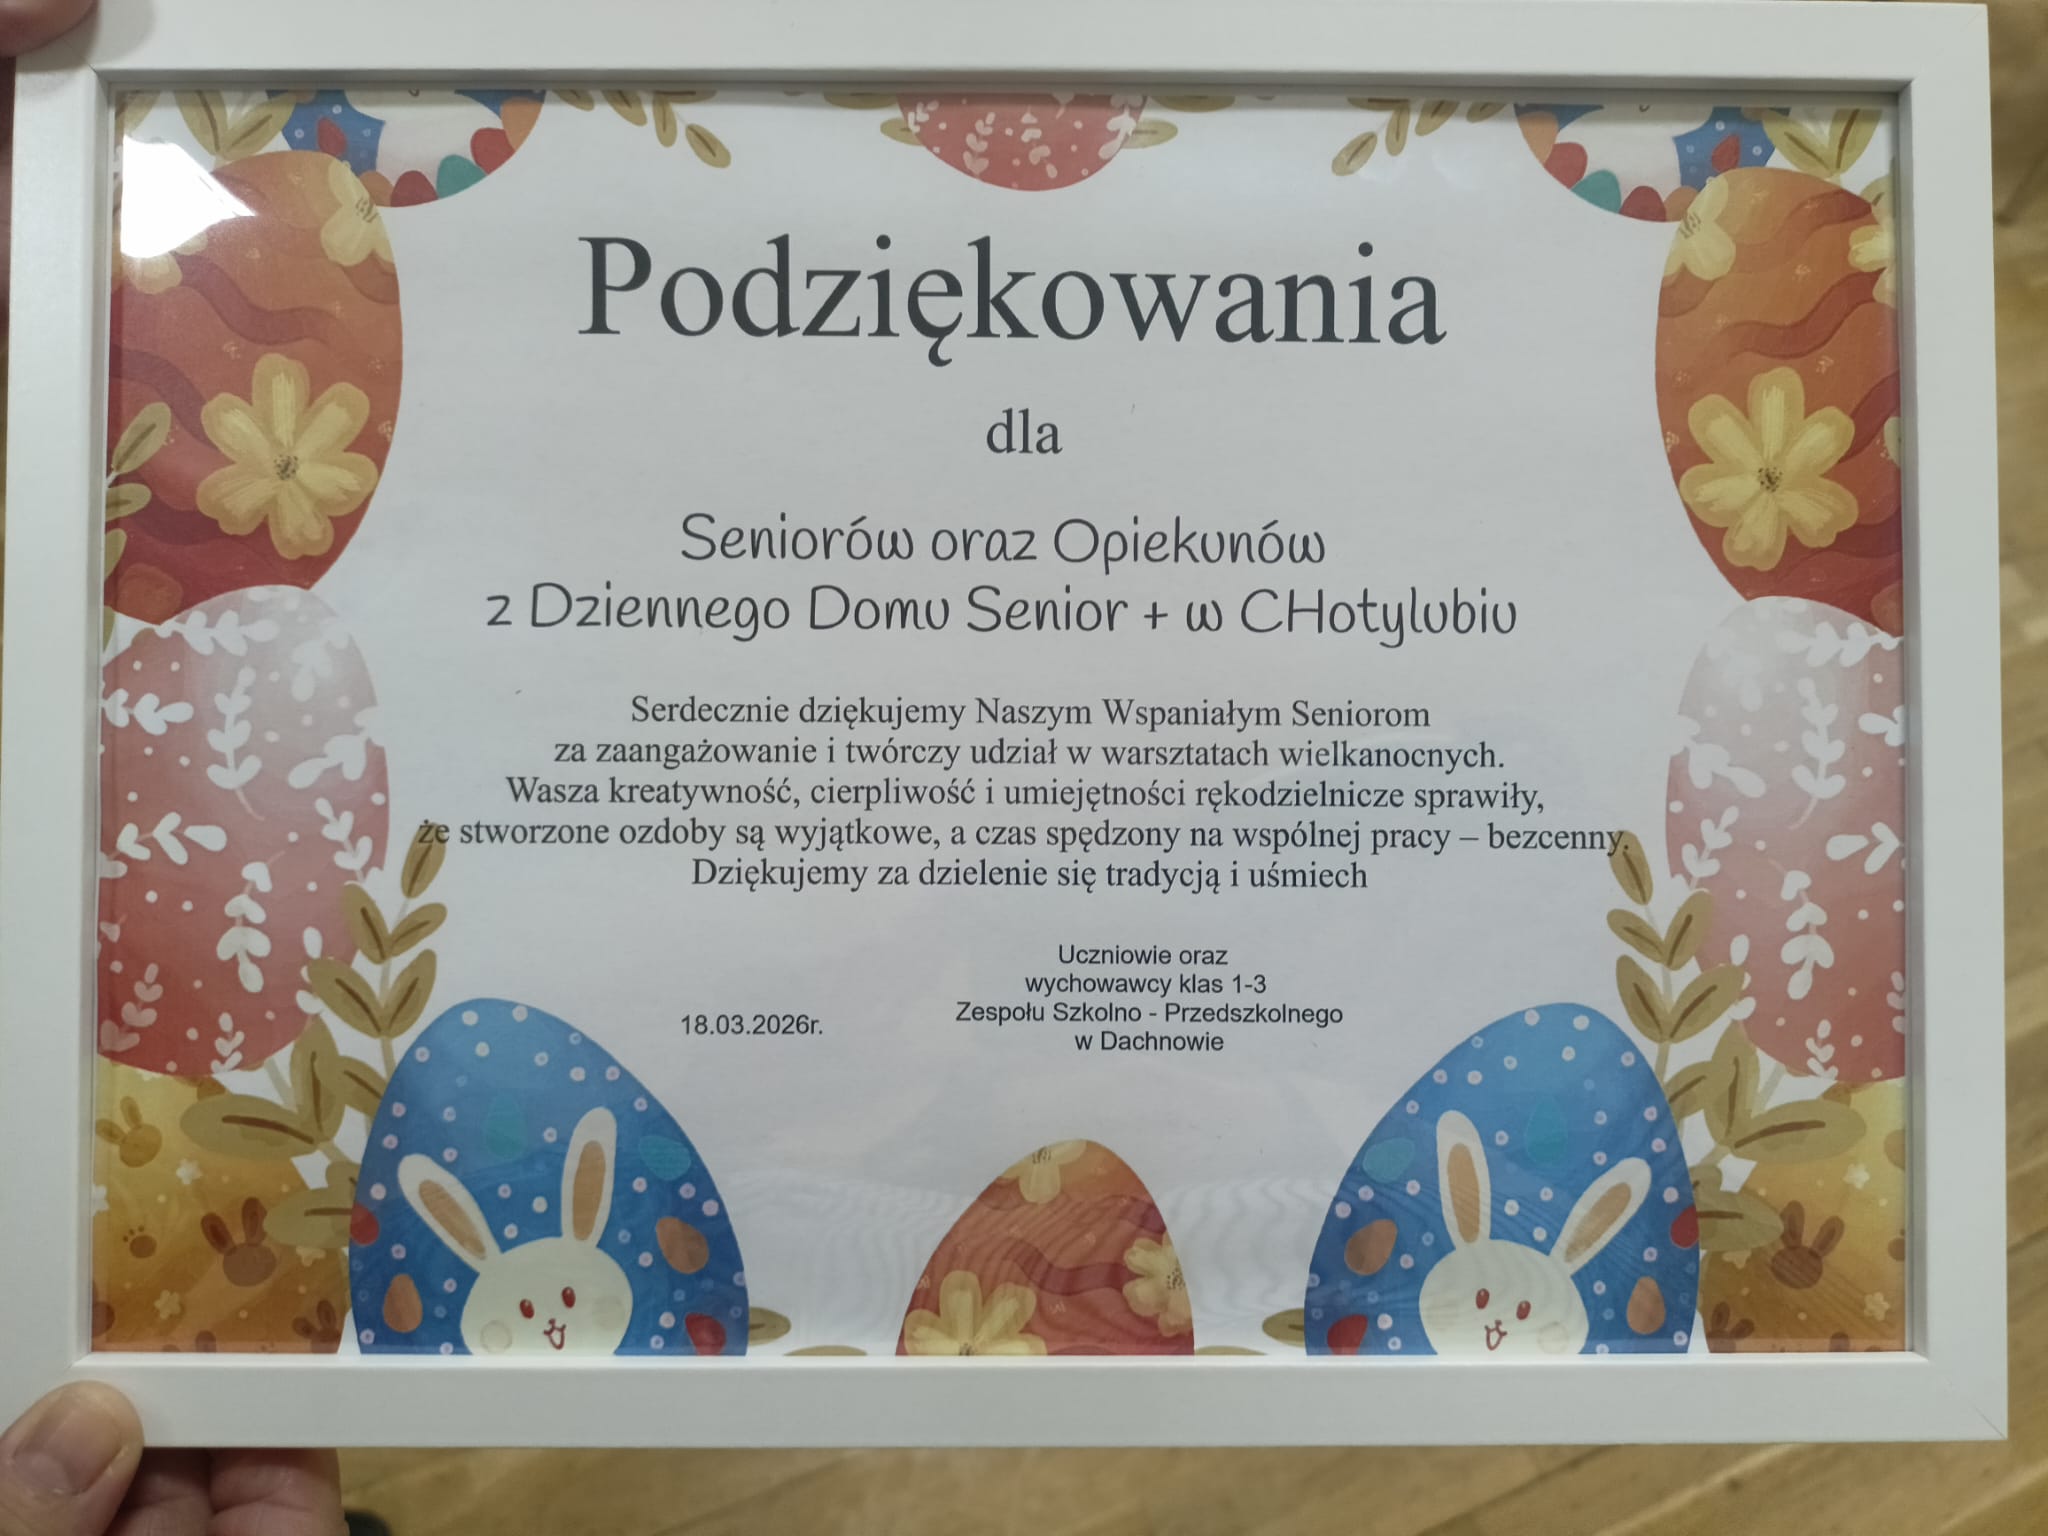 Podziękowania
dla
Seniorów oraz Opiekunów
z Dziennego Domu Senior + w CHotylubiu
Serdecznie dziękujemy Naszym Wspaniałym Seniorom
za zaangażowanie i twórczy udział w warsztatach wielkanocnych.
Wasza kreatywność, cierpliwość i umiejętności rękodzielnicze sprawiły,
że stworzone ozdoby są wyjątkowe, a czas spędzony na wspólnej pracy – bezcenny.
Dziękujemy za dzielenie się tradycją i uśmiech
18.03.2026r.
Uczniowie oraz
wychowawcy klas 1-3
Zespołu Szkolno - Przedszkolnego
w Dachnowie